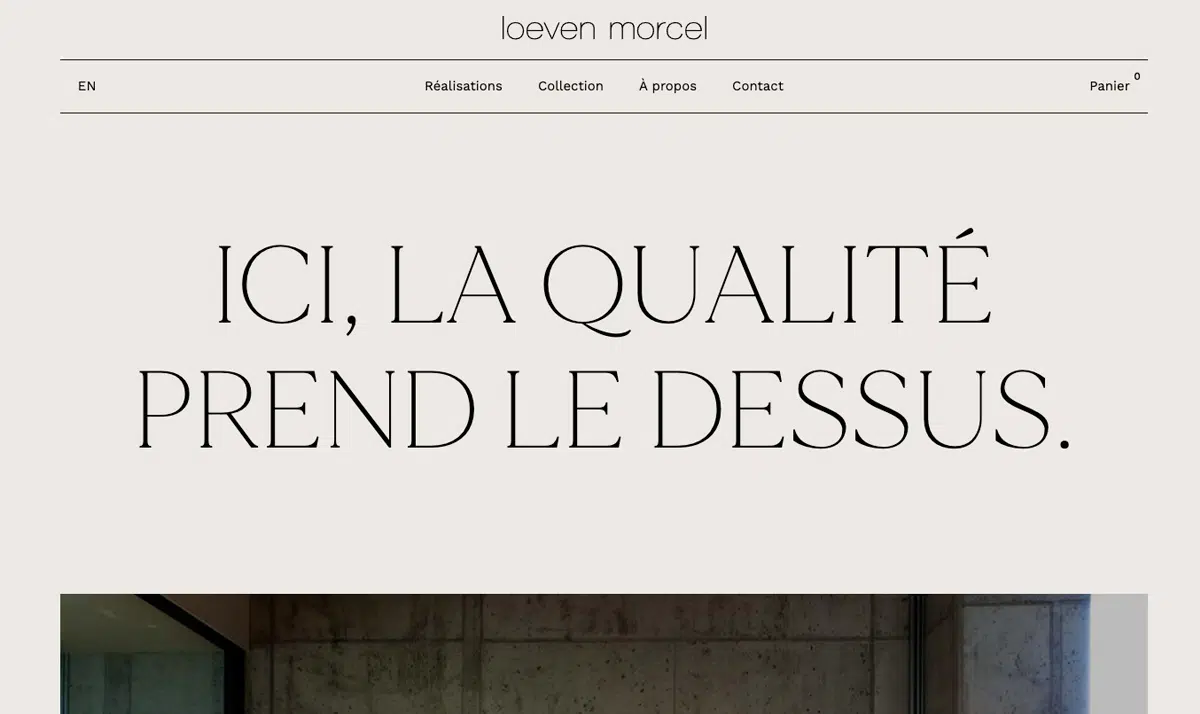 loeven morcel
EN Réalisations Collection À propos Contact Panier 0
ICI, LA QUALITÉ
PREND LE DESSUS.